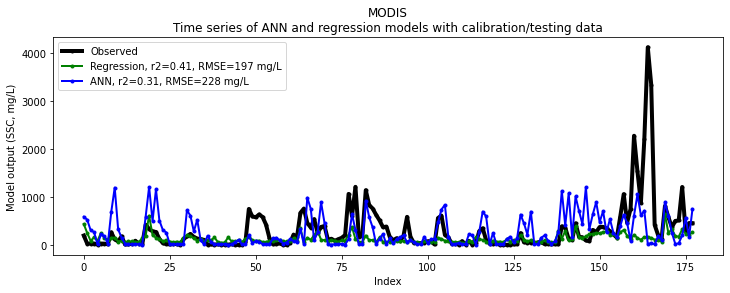 MODIS
Time series of ANN and regression models with calibration/testing data
Observed
Regression, r2=0.41, RMSE=197 mg/L
ANN, r2=0.31, RMSE=228 mg/L
Model output (SSC, mg/L)
4000
3000
2000
1000
0
0
25
50
75
100
125
150
175
Index